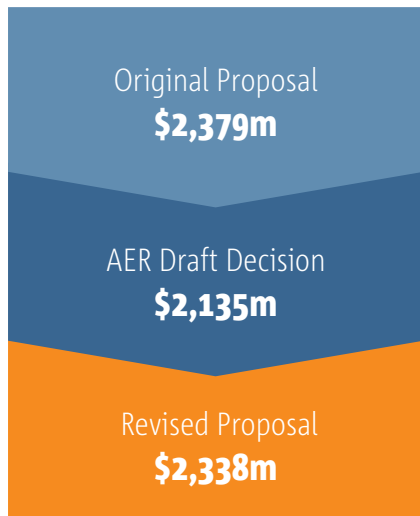 Original Proposal
$2,379m
AER Draft Decision
$2,135m
Revised Proposal
$2,338m